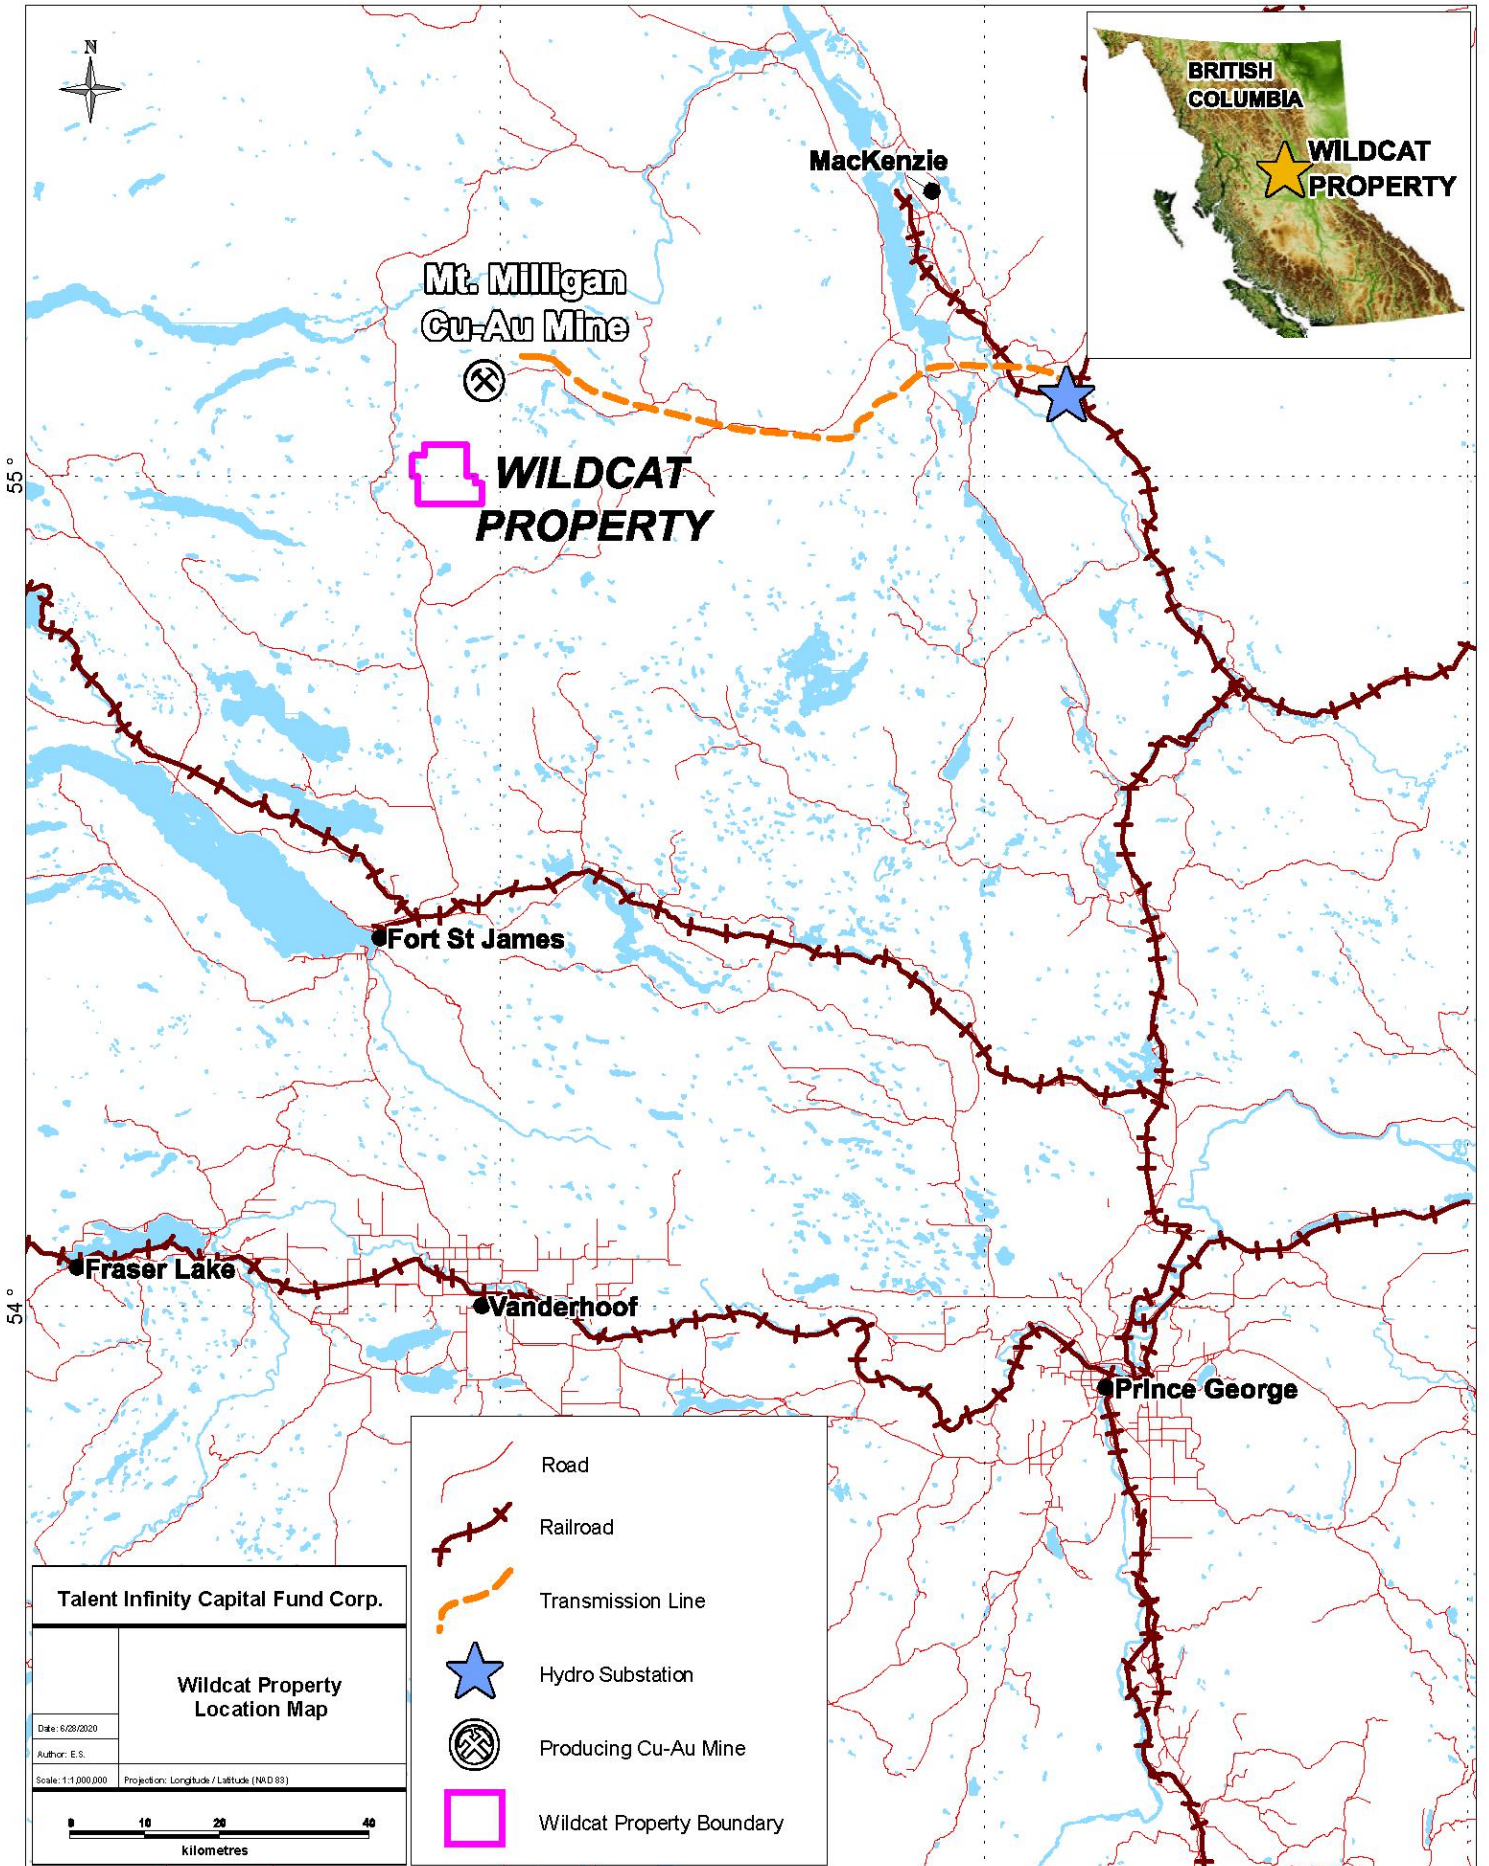 N
BRITISH
COLUMBIA
WILDCAT
PROPERTY
MacKenzie
Mt. Milligan
Cu-Au Mine
55°
WILDCAT
PROPERTY
Fort St James
Fraser Lake
54°
Vanderhoof
Prince George
Road
Railroad
Transmission Line
Hydro Substation
Producing Cu-Au Mine
Wildcat Property Boundary
Talent Infinity Capital Fund Corp.
Wildcat Property
Location Map
Date: 6/28/2020
Author: E.S.
Scale: 1:1,000,000 Projection: Longitude / Latitude (NAD 83)
0 10 20 40
kilometres